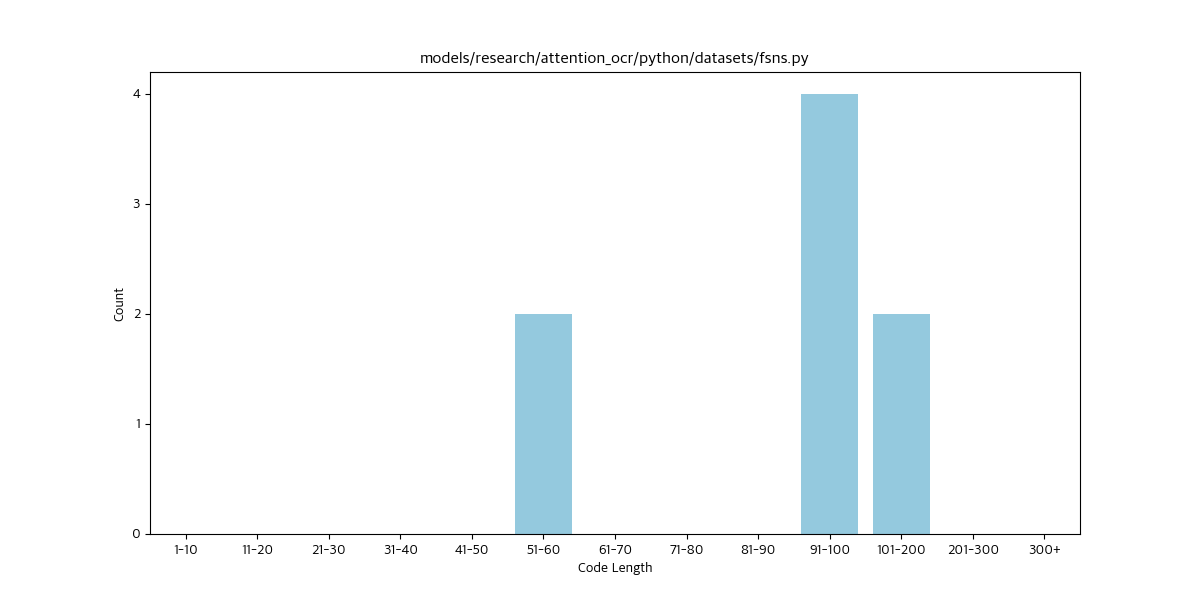 models/research/attention_ocr/python/datasets/fsns.py
4
3
2
1
0
Count
1-10 11-20 21-30 31-40 41-50 51-60 61-70 71-80 81-90 91-100 101-200 201-300 300+
Code Length